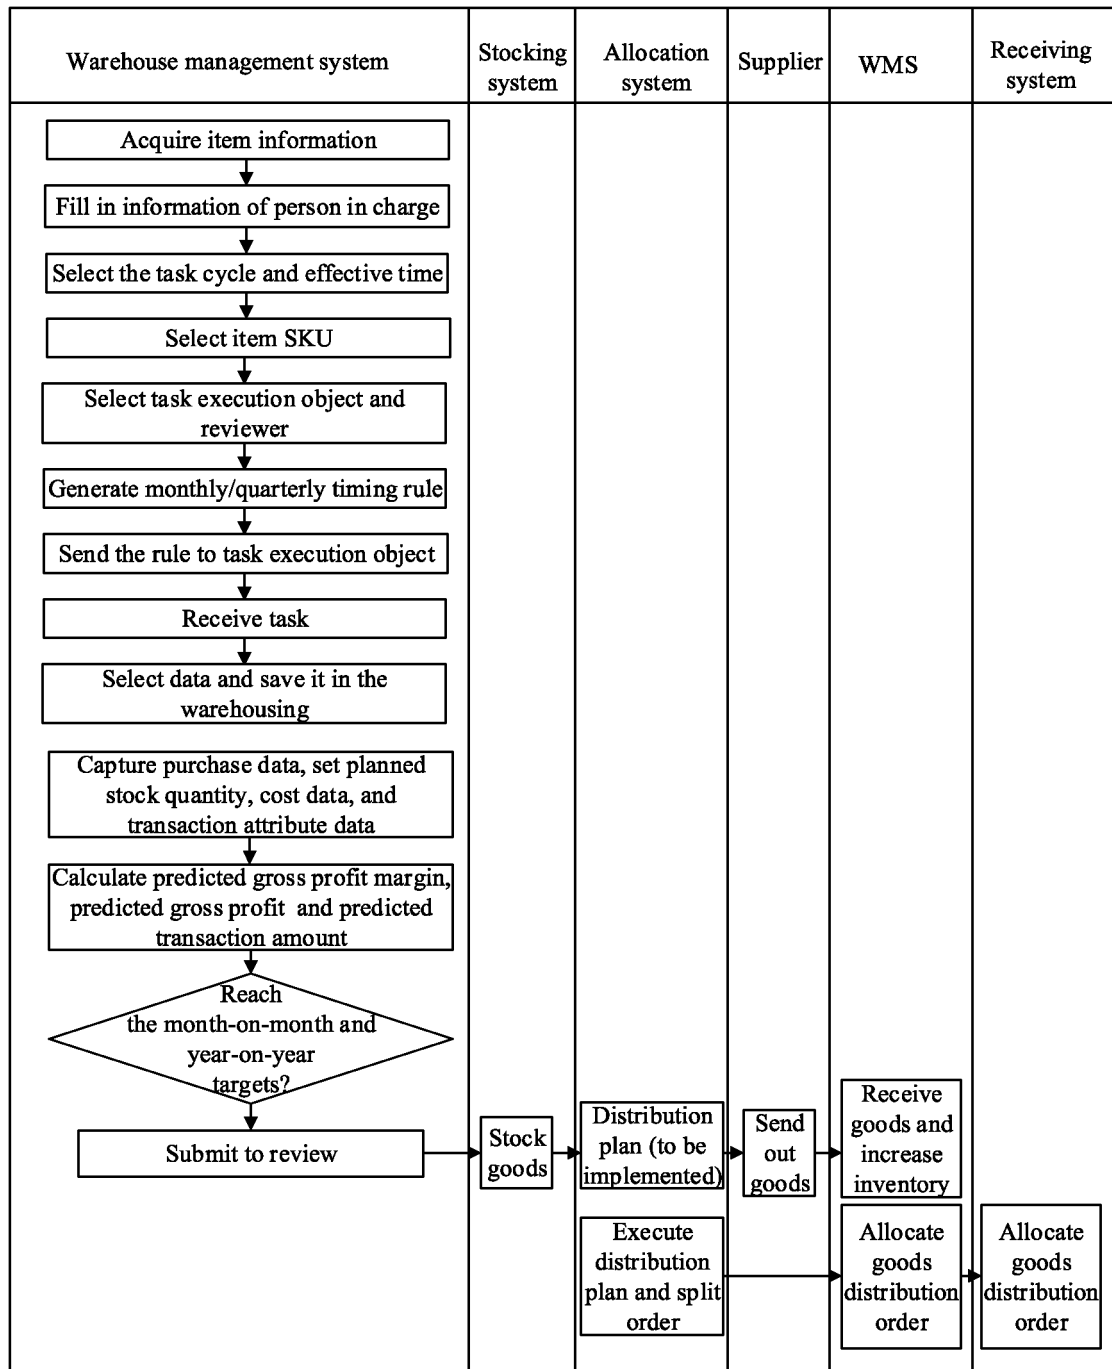 Warehouse management system
Stocking
system
Allocation
system
Supplier
WMS
Receiving
system
Acquire item information
Fill in information of person in charge
Select the task cycle and effective time
Select item SKU
Select task execution object and
reviewer
Generate monthly/quarterly timing rule
Send the rule to task execution object
Receive task
Select data and save it in the
warehousing
Capture purchase data, set planned
stock quantity, cost data, and
transaction attribute data
Calculate predicted gross profit margin,
predicted gross profit and predicted
transaction amount
Reach
the month-on-month and
year-on-year
targets?
Submit to review
Stock
goods
Distribution
plan (to be
implemented)
Send
out
goods
Receive
goods and
increase
inventory
Execute
distribution
plan and split
order
Allocate
goods
distribution
order
Allocate
goods
distribution
order